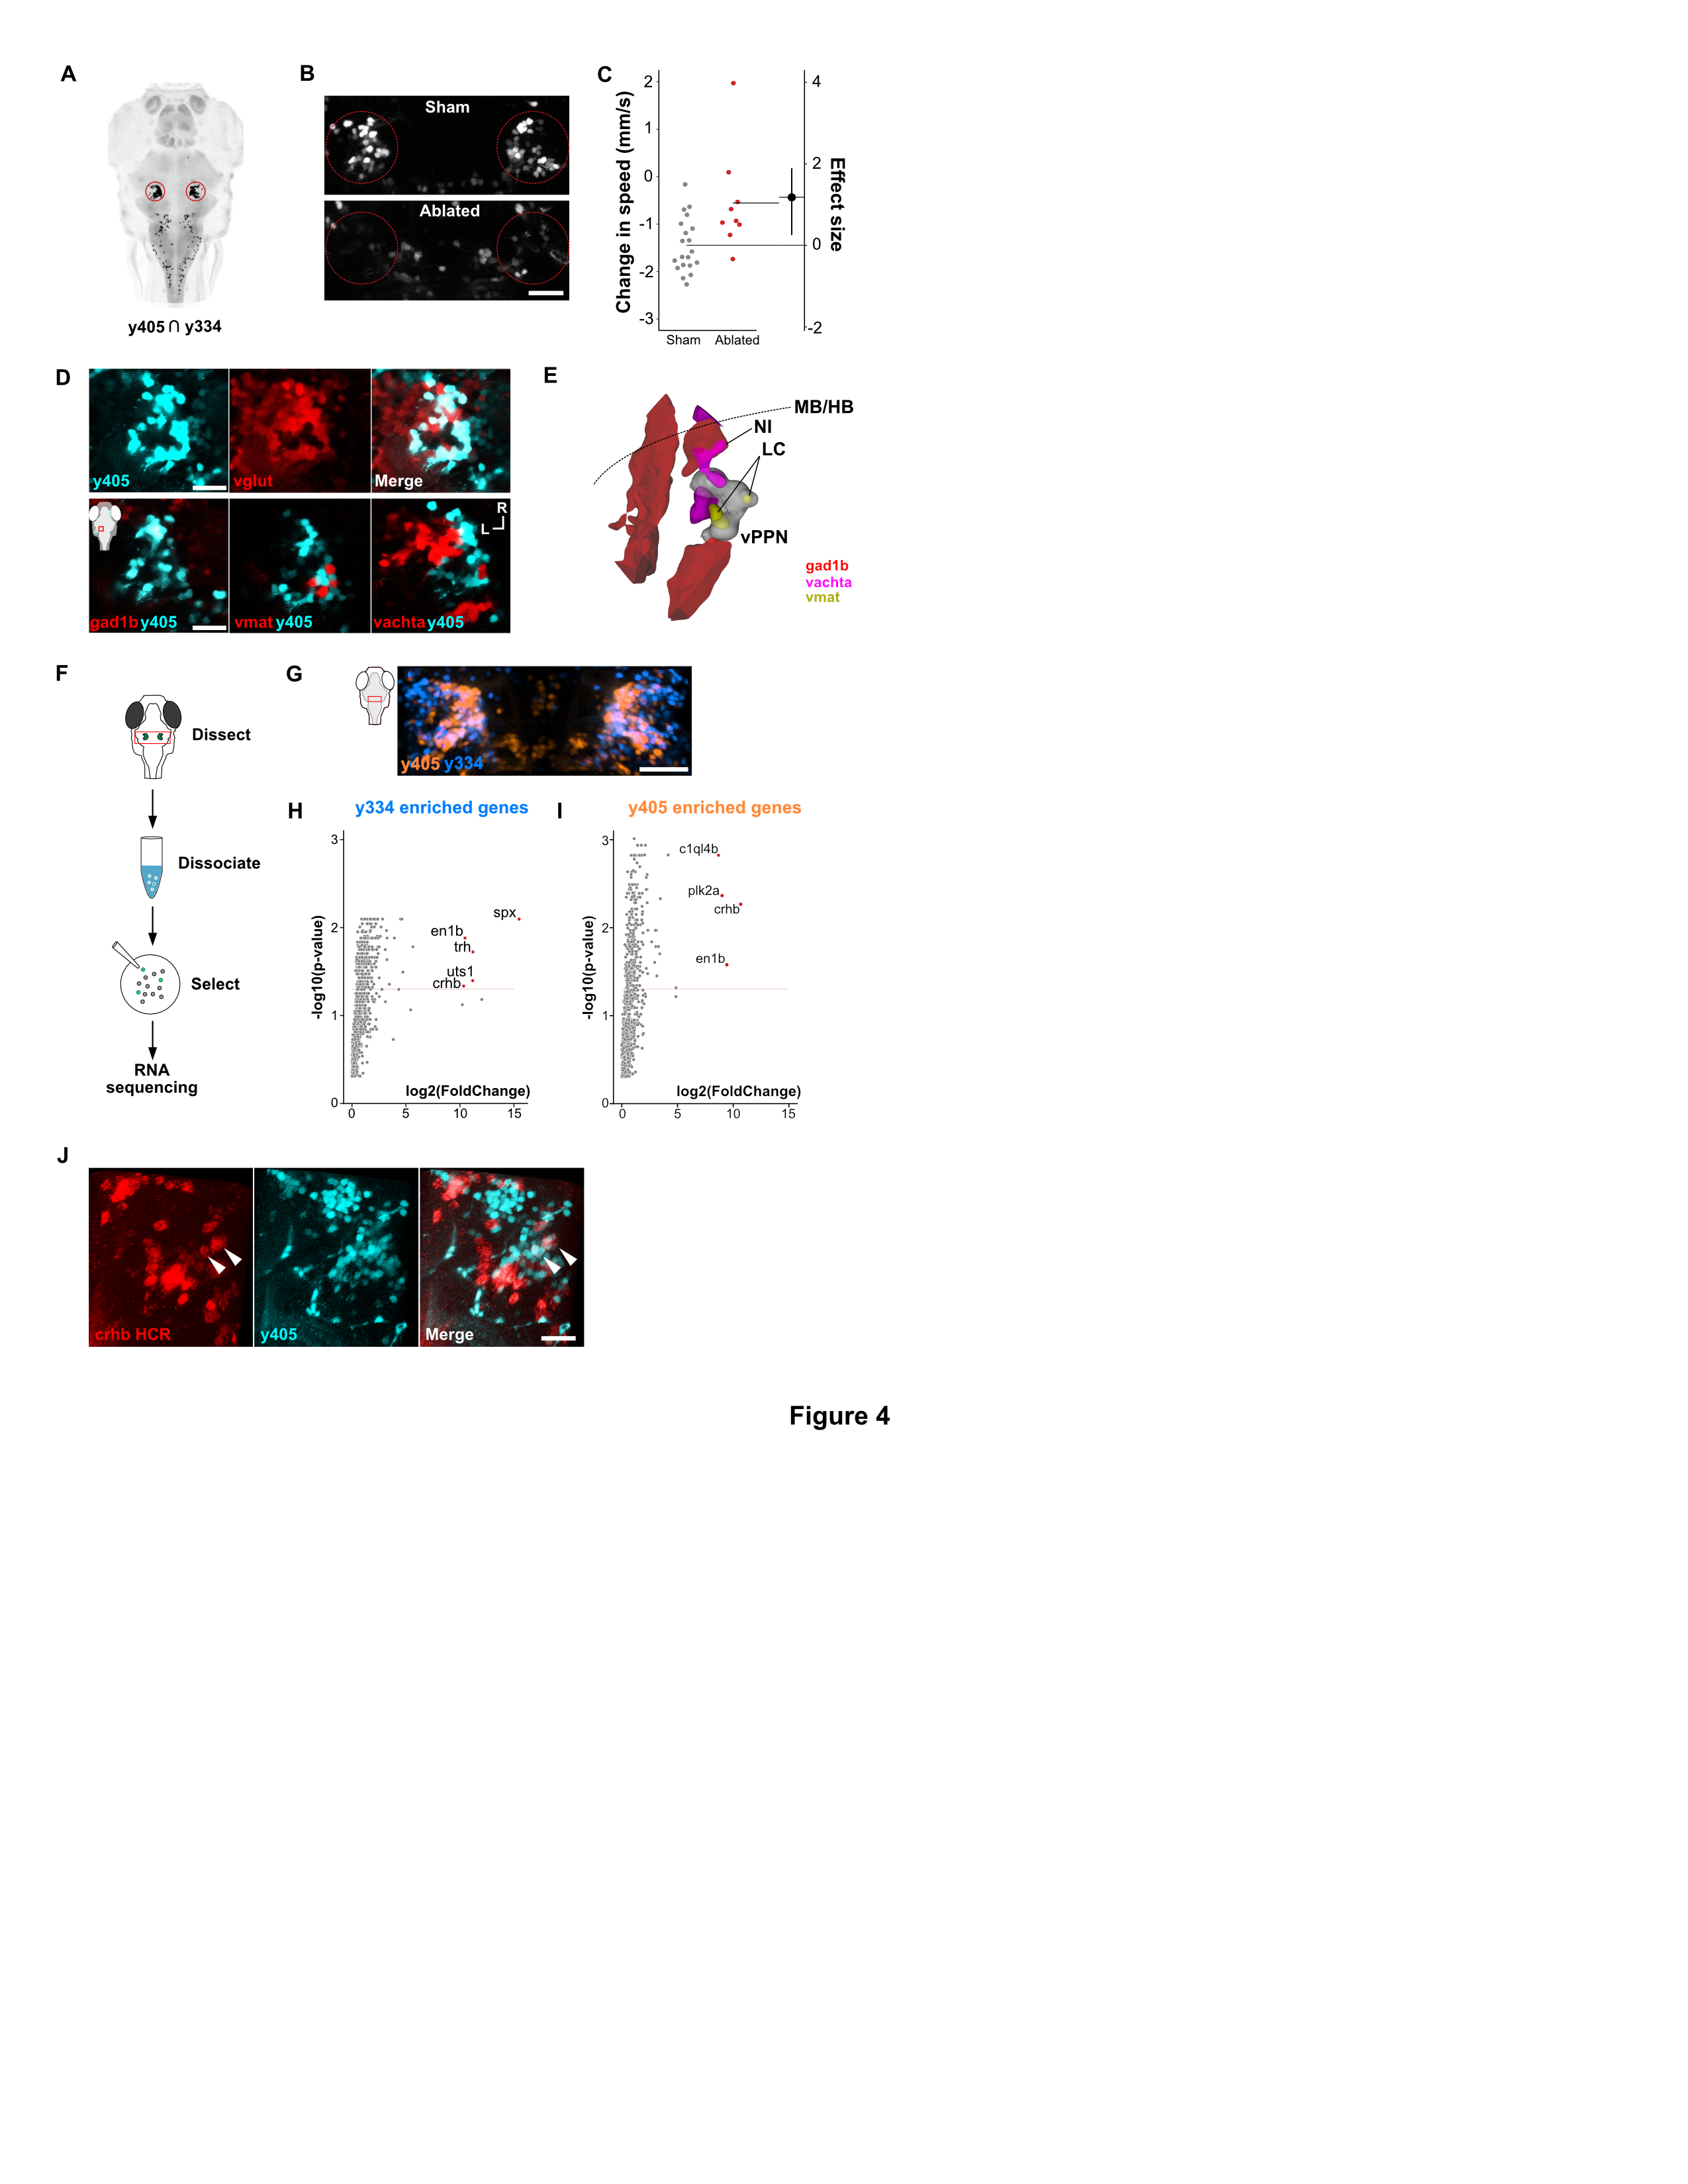 A
y405 ∩ y334
B
Sham
Ablated
C
Change in speed (mm/s)
2
1
0
-1
-2
-3
Sham
Ablated
4
2
0
-2
Effect size
D
y405
vglut
Merge
gad1b y405
vmat y405
vachta y405
R
L
E
MB/HB
NI
LC
vPPN
gad1b
vachta
vmat
F
Dissect
Dissociate
Select
RNA
sequencing
G
y405 y334
H
y334 enriched genes
-log10(p-value)
3
2
1
0
spx
en1b
trh
uts1
crhb
log2(FoldChange)
0
5
10
15
I
y405 enriched genes
-log10(p-value)
3
2
1
0
c1ql4b
plk2a
crhb
en1b
log2(FoldChange)
0
5
10
15
J
crhb HCR
y405
Merge
Figure 4